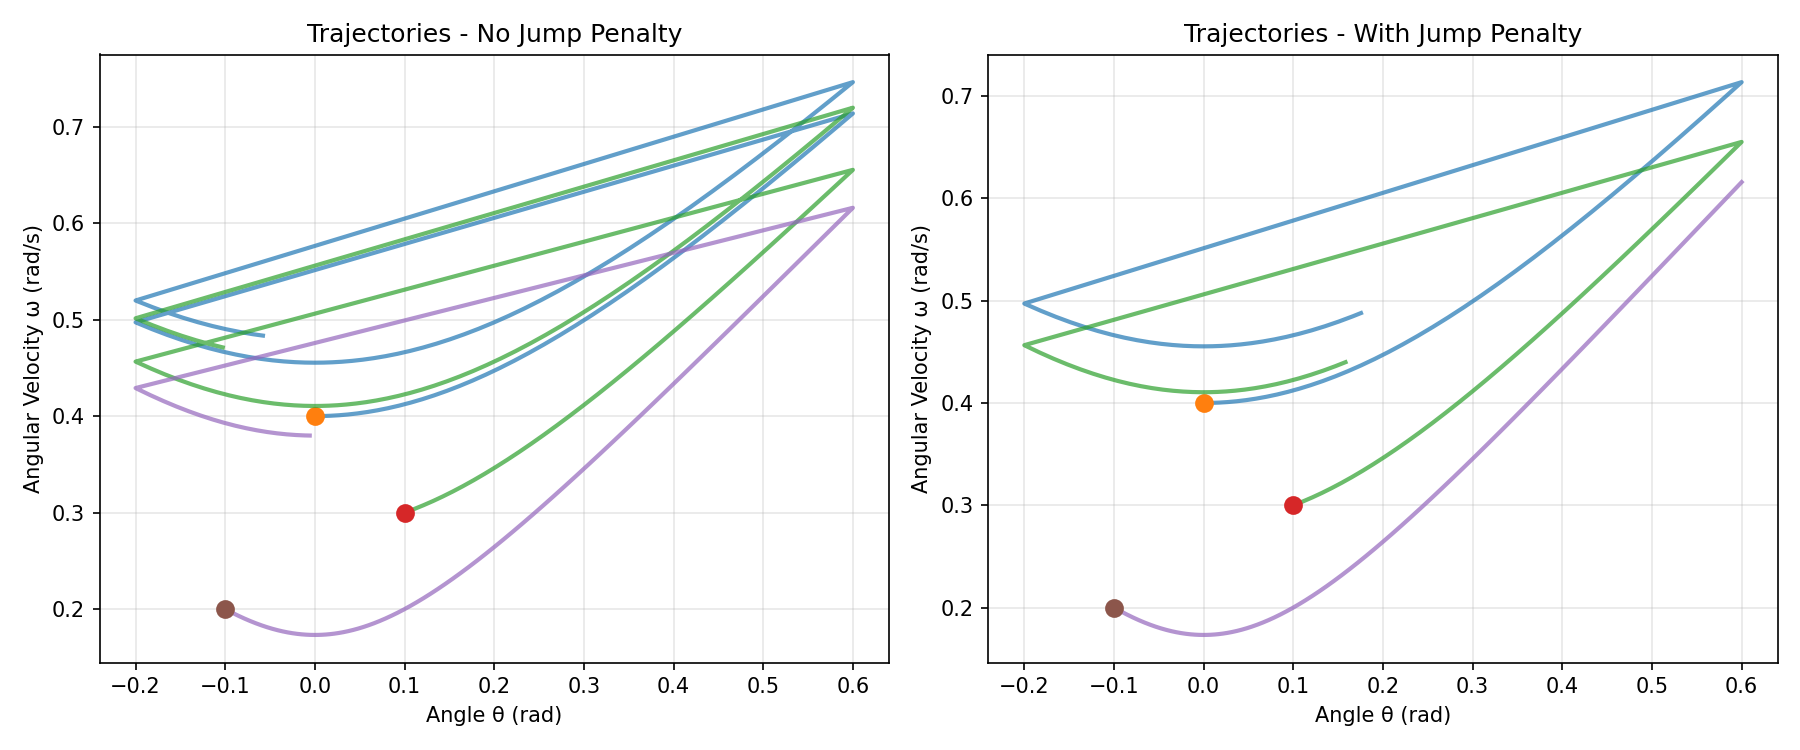 Trajectories - No Jump Penalty
Angular Velocity ω (rad/s)
0.7
0.6
0.5
0.4
0.3
0.2
−0.2 −0.1 0.0 0.1 0.2 0.3 0.4 0.5 0.6
Angle θ (rad)
Trajectories - With Jump Penalty
Angular Velocity ω (rad/s)
0.7
0.6
0.5
0.4
0.3
0.2
−0.2 −0.1 0.0 0.1 0.2 0.3 0.4 0.5 0.6
Angle θ (rad)